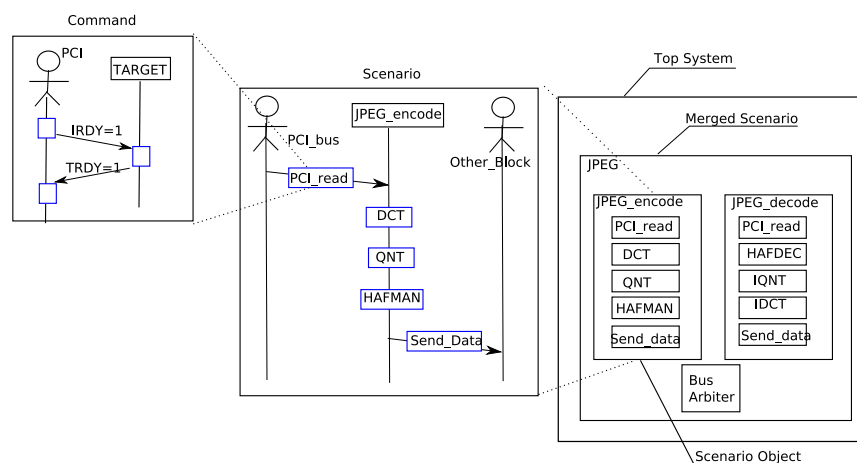 Command
PCI
TARGET
IRDY=1
TRDY=1
Scenario
PCI_bus
JPEG_encode
Other_Block
PCI_read
DCT
QNT
HAFMAN
Send_Data
Top System
Merged Scenario
JPEG
JPEG_encode
PCI_read
DCT
QNT
HAFMAN
Send_data
JPEG_decode
PCI_read
HAFDEC
IQNT
IDCT
Send_data
Bus
Arbiter
Scenario Object